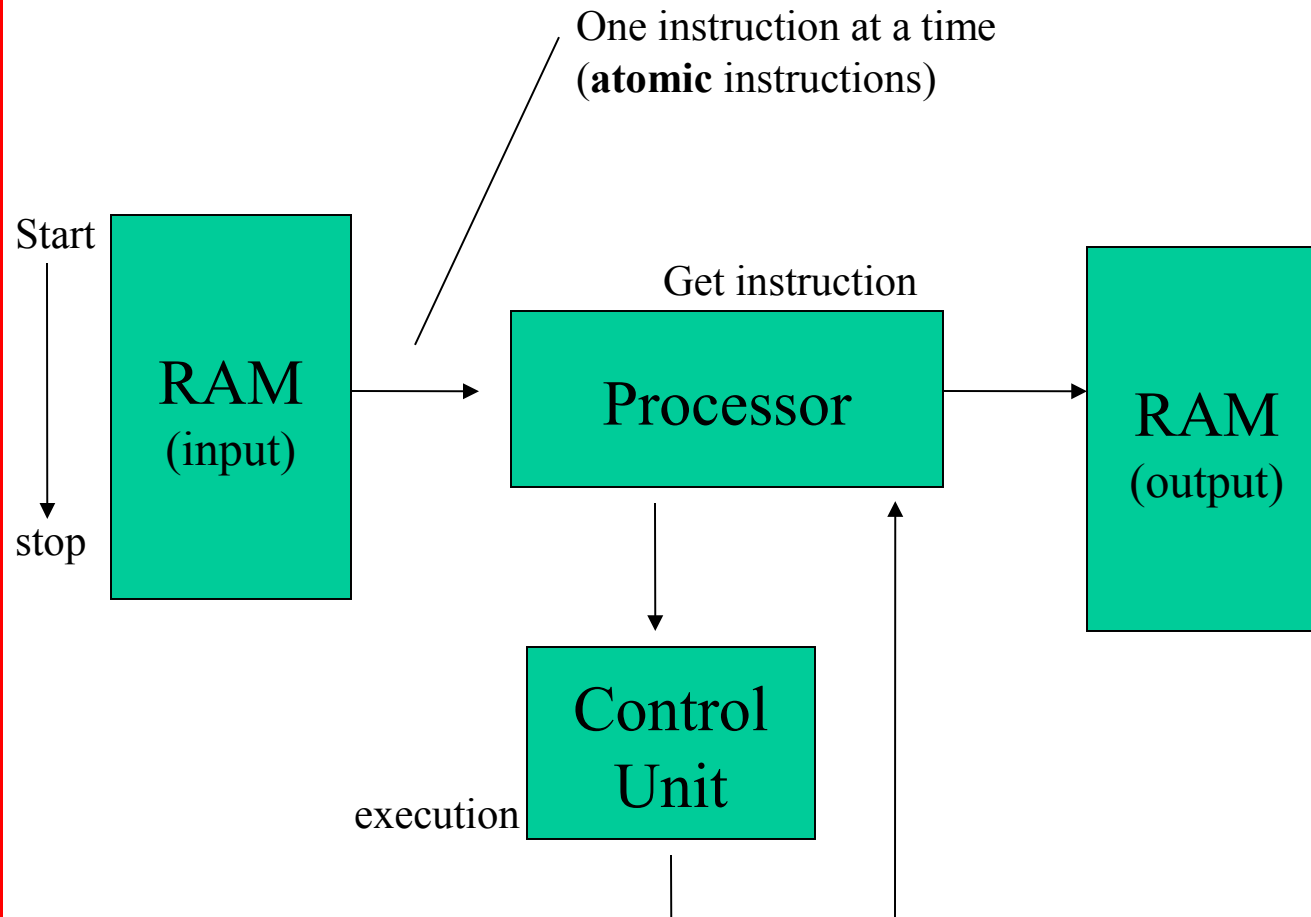 One instruction at a time
(atomic instructions)
Start
Get instruction
RAM
(input)
Processor
RAM
(output)
stop
Control
Unit
execution